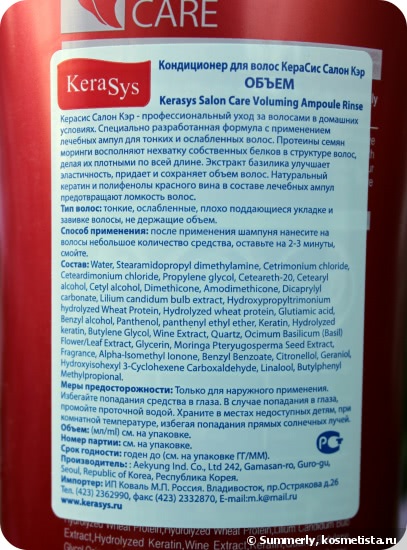 CARE
KeraSys
Кондиционер для волос КераСис Салон Кэр
ОБЪЕМ
Kerasys Salon Care Voluming Ampoule Rinse
Керасис Салон Кэр - профессиональный уход за волосами в домашних
условиях. Специально разработанная формула с применением
лечебных ампул для тонких и ослабленных волос. Протеины семян
моринги восполняют нехватку собственных белков в структуре волос,
делая их плотными по всей длине. Экстракт базилика улучшает
эластичность, придает и сохраняет объем волос. Натуральный
кератин и полифенолы красного вина в составе лечебных ампул
предотвращают ломкость волос.
Тип волос: тонкие, ослабленные, плохо поддающиеся укладке и
завивке волосы, не держащие объем.
Способ применения: после применения шампуня нанесите на
волосы небольшое количество средства, оставьте на 2-3 минуты,
смойте.
Состав: Water, Stearamidopropyl dimethylamine, Cetrimonium chloride,
Ceteardimonium chloride, Propylene glycol, Ceteareth-20, Cetearyl
alcohol, Cetyl alcohol, Dimethicone, Amodimethicone, Dicaprylyl
carbonate, Lilium candidum bulb extract, Hydroxypropyltrimonium
hydrolyzed Wheat Protein, Hydrolyzed Wheat Protein, Glutiamic acid,
Benzyl alcohol, Panthenol, panthenyl ethyl ether, Keratin, Hydrolyzed
keratin, Butylene Glycol, Wine Extract, Quartz, Ocimum Basilicum (Basil)
Flower/Leaf Extract, Glycerin, Moringa Pterygosperma Seed Extract,
Fragrance, Alpha-Isomethyl Ionone, Benzyl Benzoate, Citronellol, Geraniol,
Hydroxyisohexyl 3-Cyclohexene Carboxaldehyde, Linalool, Butylphenyl
Methylpropional.
Меры предосторожности: Только для наружного применения.
Избегайте попадания средства в глаза. В случае попадания в глаза,
промойте проточной водой. Храните в местах недоступных детям, при
комнатной температуре, избегая попадания прямых солнечных лучей.
Объем: (мл/ml) см. на упаковке.
Номер партии: см. на упаковке.
Срок годности: годен до (см. на упаковке ГГ/ММ).
Производитель.: Aekyung Ind. Co., Ltd 242, Gamasan-ro, Guro-gu,
Seoul, Republic of Korea, Республика Корея.
Импортер: ИП Коваль М.П. Россия. Владивосток, пр.Острякова д.26
Тел. (423) 2362990, факс (423) 2332870, E-mail:m.k@mail.ru
www.kerasys.ru
PG
Hydrolyzed Wheat Protein, Hydrolyzed
Hydrolyzed Keratin, Wine Extract
© Summerly, kosmetista.ru